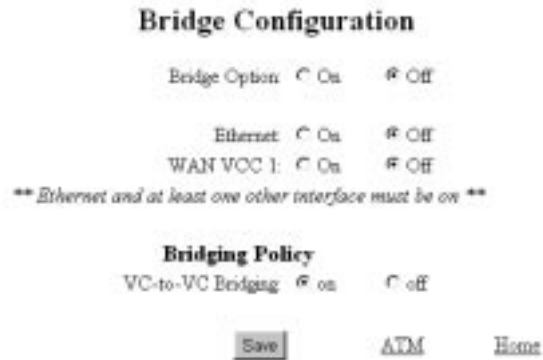 Bridge Configuration
Bridge Option: On Off
Ethernet: On Off
WAN VCC 1: On Off
** Ethernet and at least one other interface must be on **
Bridging Policy
VC-to-VC Bridging: on off
Save ATM Home